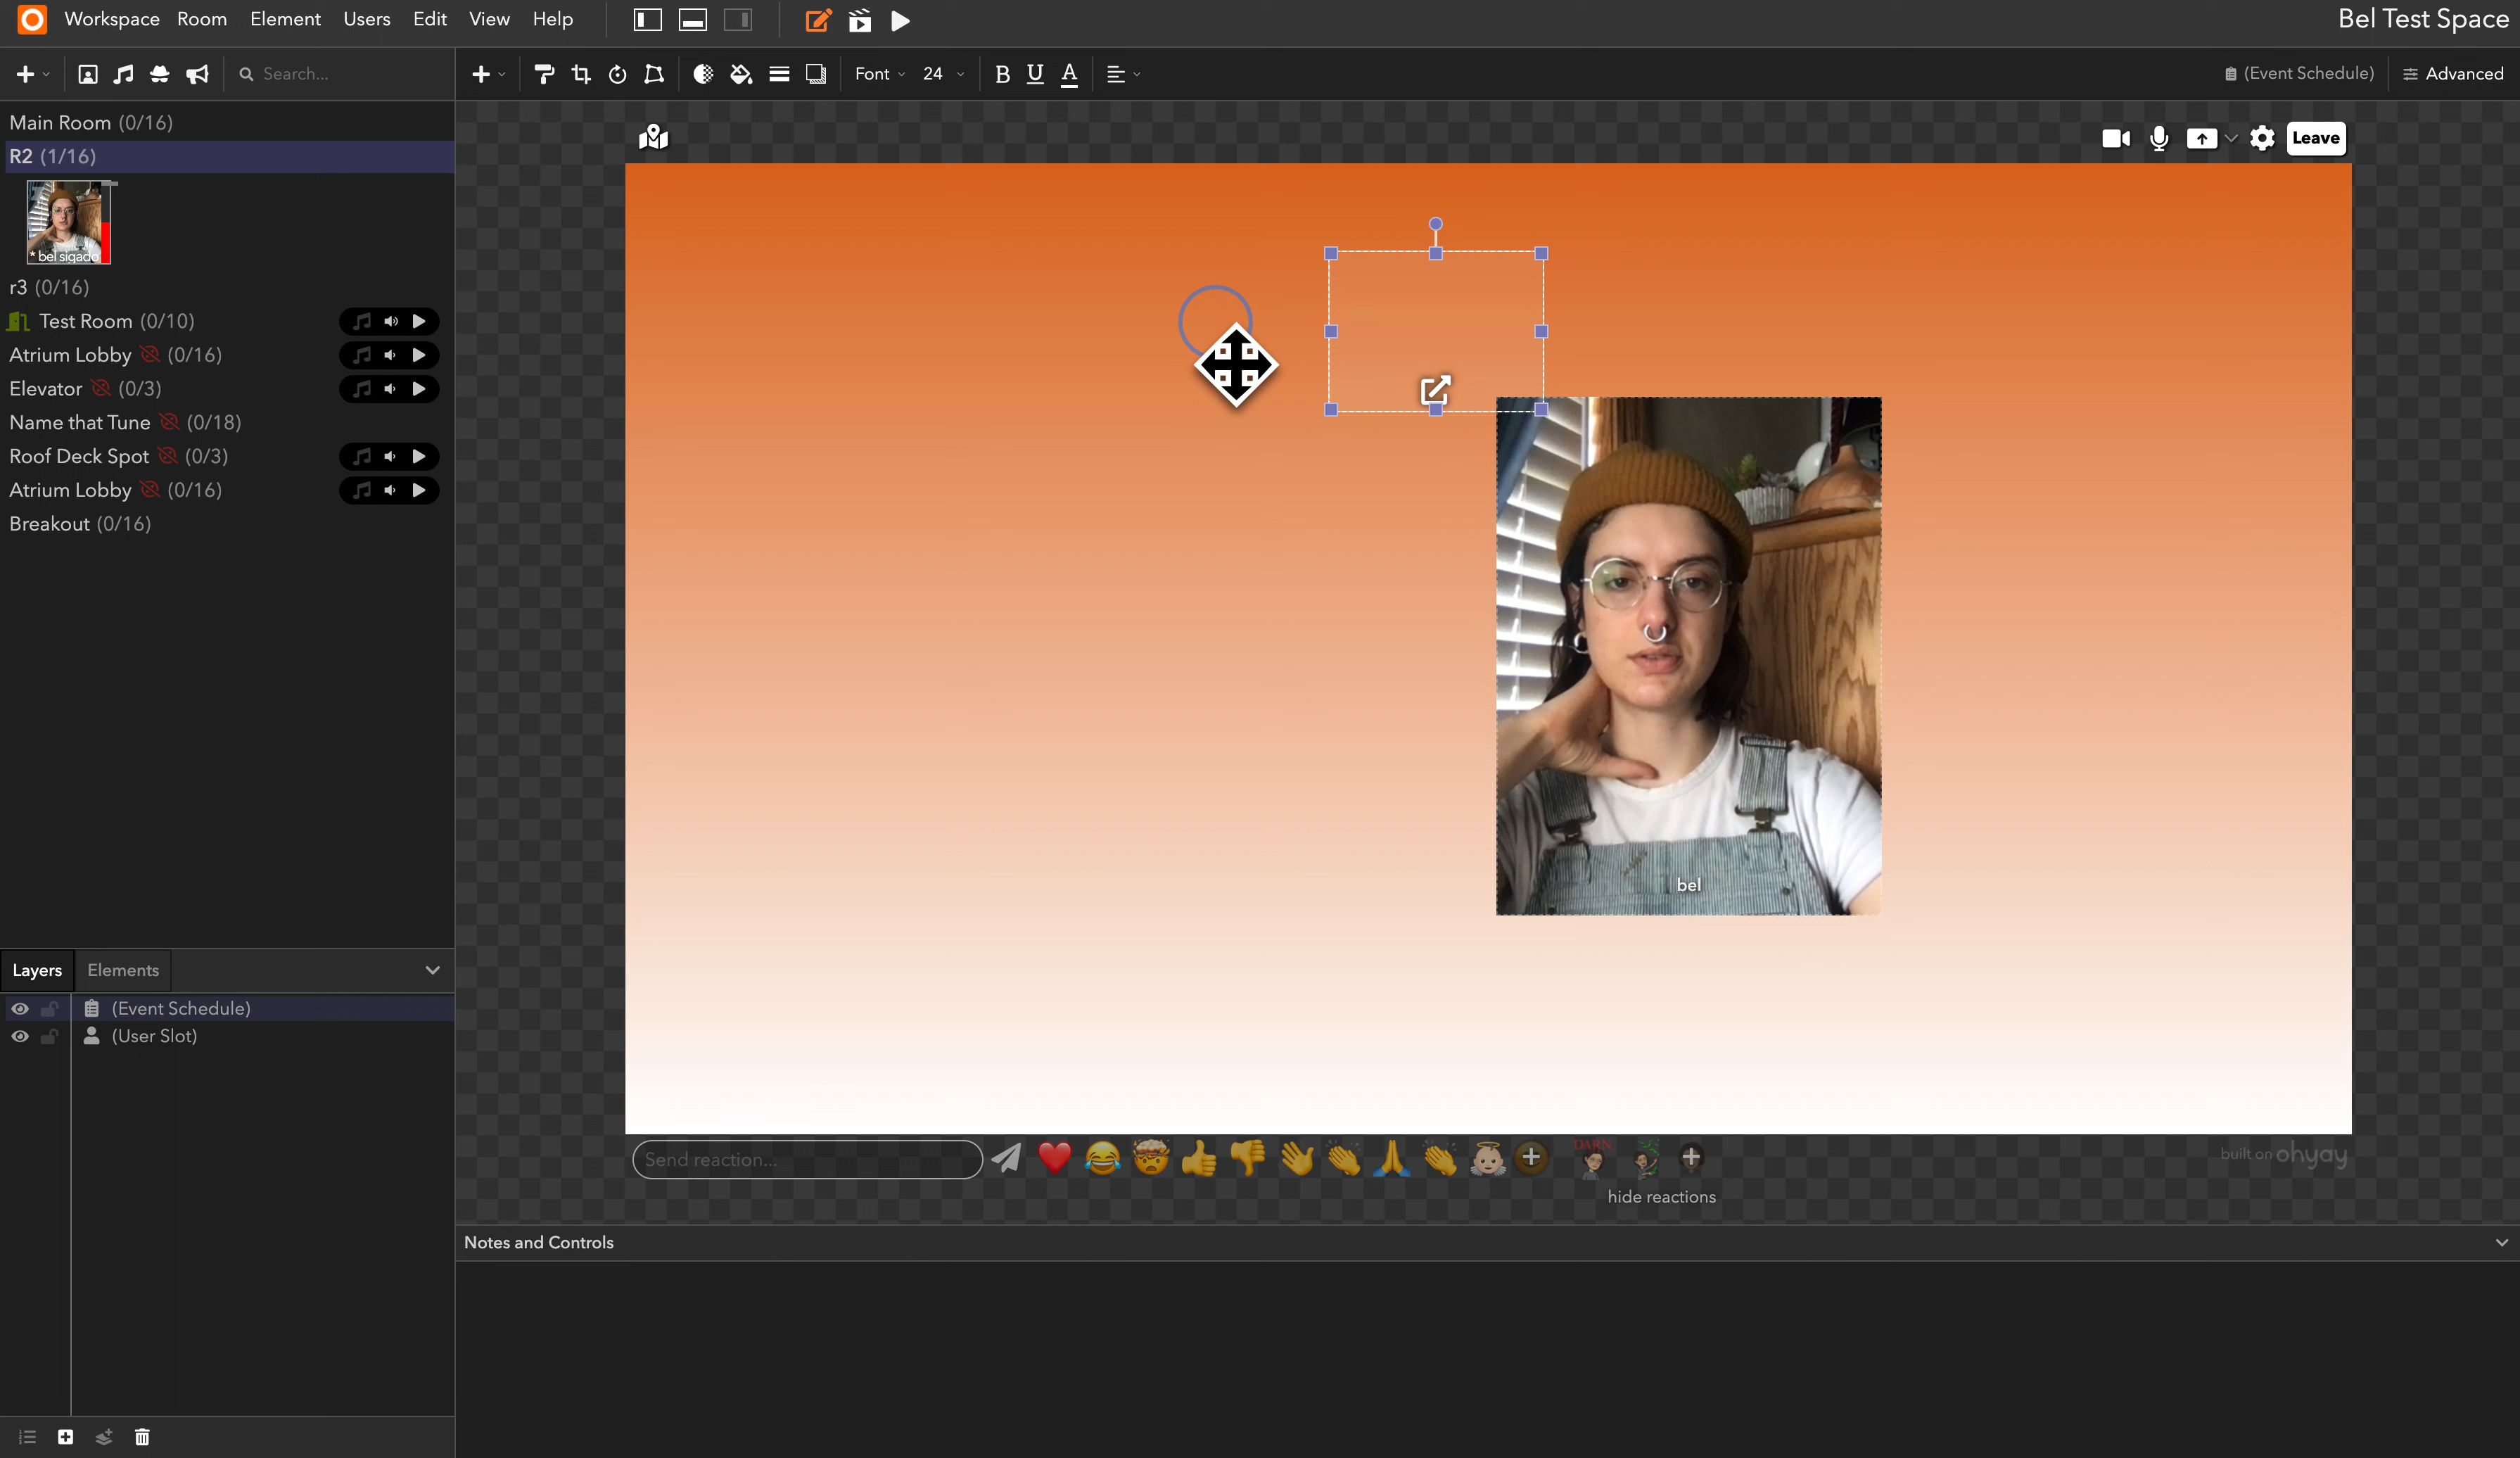 Workspace Room Element Users Edit View Help
Bel Test Space
Search...
Font 24 B U A
(Event Schedule) Advanced
Main Room (0/16)
R2 (1/16)
* bel sigado
r3 (0/16)
Test Room (0/10)
Atrium Lobby (0/16)
Elevator (0/3)
Name that Tune (0/18)
Roof Deck Spot (0/3)
Atrium Lobby (0/16)
Breakout (0/16)
Leave
bel
Layers Elements
(Event Schedule)
(User Slot)
Send reaction...
DARN
built on ohyay
hide reactions
Notes and Controls